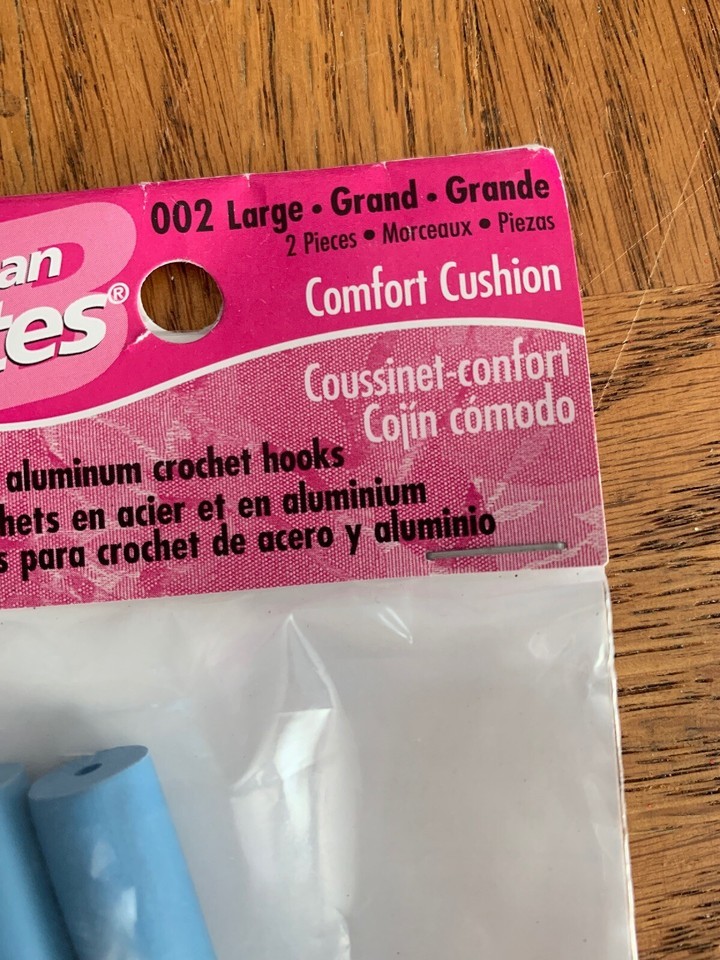 002 Large • Grand • Grande
2 Pieces • Morceaux • Piezas
an
tes®
Comfort Cushion
Coussinet-confort
Cojín cómodo
aluminum crochet hooks
hets en acier et en aluminium
s para crochet de acero y aluminio